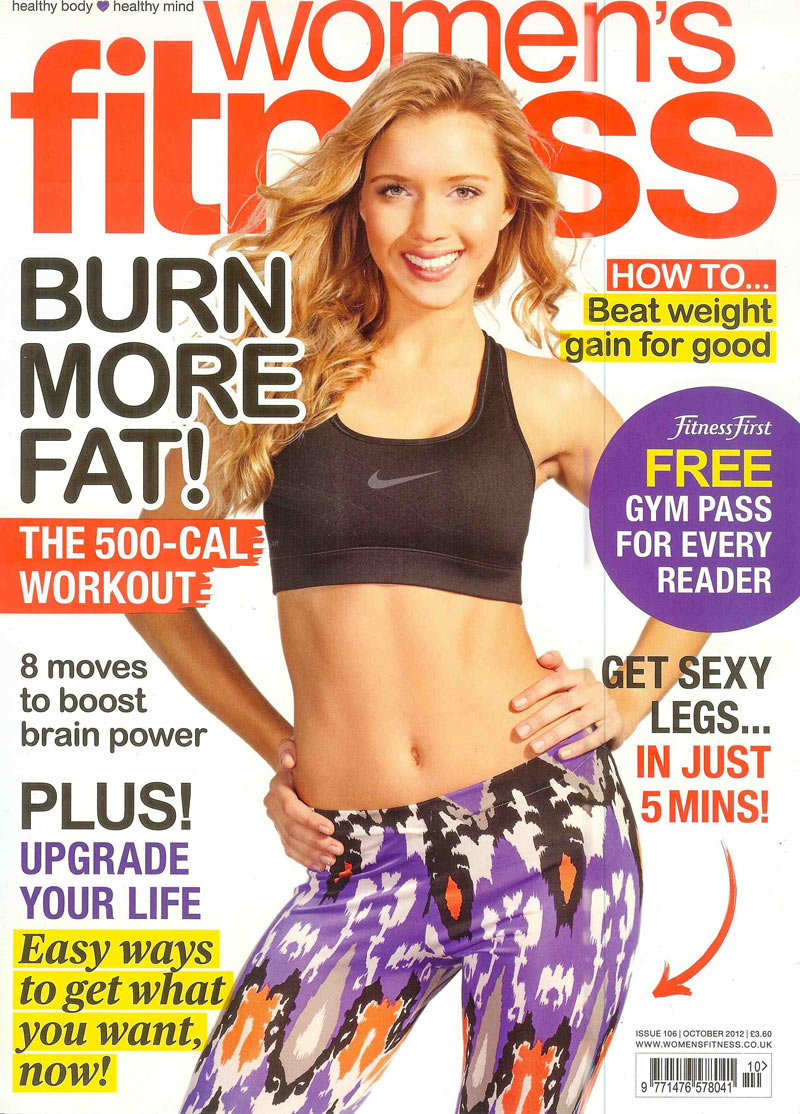 healthy body 💜 healthy mind
women's
fitness
BURN
MORE
FAT!
THE 500-CAL
WORKOUT
8 moves
to boost
brain power
PLUS!
UPGRADE
YOUR LIFE
Easy ways
to get what
you want,
now!
HOW TO...
Beat weight
gain for good
Fitness First
FREE
GYM PASS
FOR EVERY
READER
GET SEXY
LEGS...
IN JUST
5 MINS!
ISSUE 106 | OCTOBER 2012 | £3.60
WWW.WOMENSFITNESS.CO.UK
10>
9 771476 578041